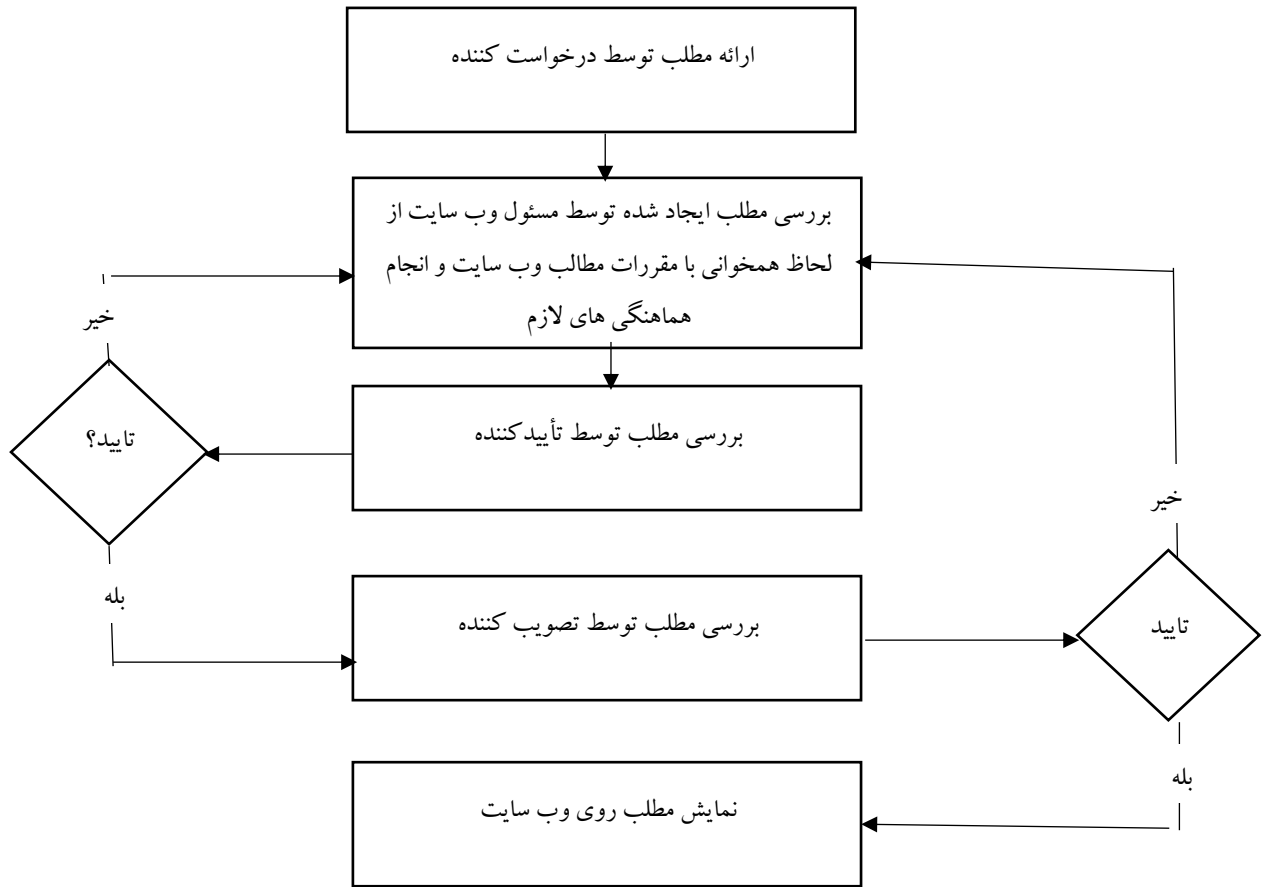 ارائه مطلب توسط درخواست کننده
بررسی مطلب ایجاد شده توسط مسئول وب سایت از
لحاظ همخوانی با مقررات مطالب وب سایت و انجام
هماهنگی های لازم
خیر
بررسی مطلب توسط تأییدکننده
تایید؟
خیر
بله
بررسی مطلب توسط تصویب کننده
تایید
بله
نمایش مطلب روی وب سایت